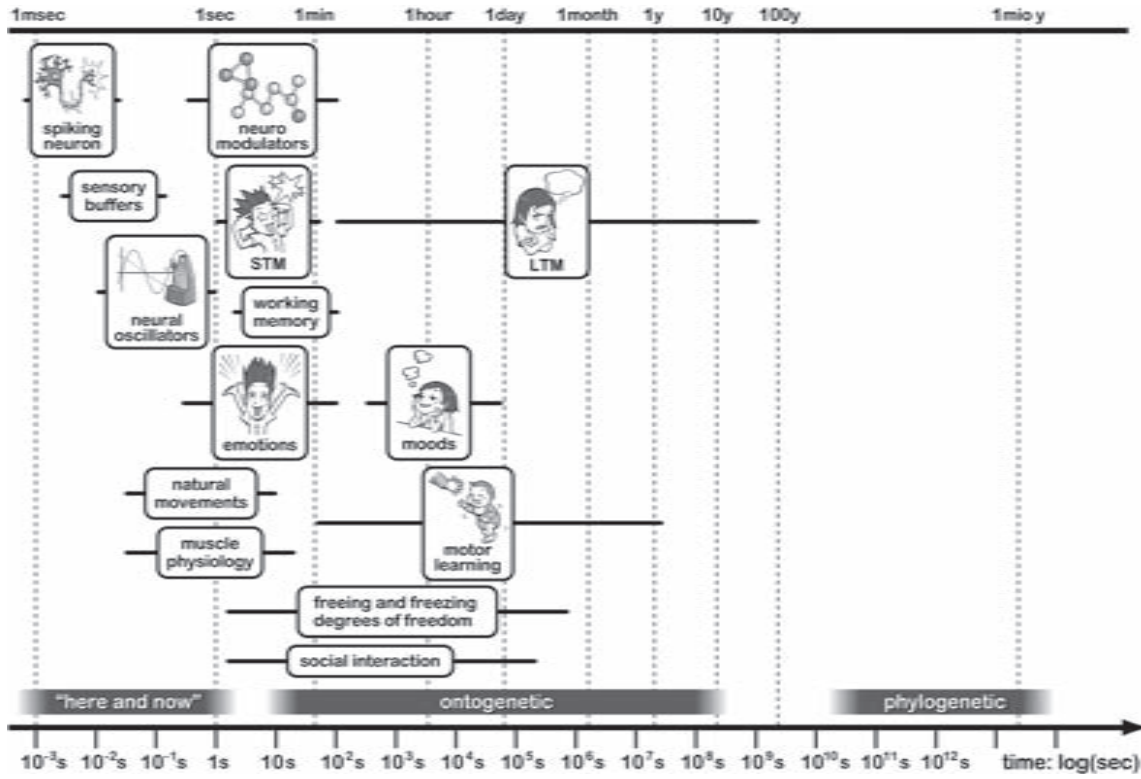 1msec 1sec 1min 1hour 1day 1month 1y 10y 100y 1mio y
spiking
neuron
neuro
modulators
sensory
buffers
STM
LTM
neural
oscillators
working
memory
emotions
moods
natural
movements
muscle
physiology
motor
learning
freeing and freezing
degrees of freedom
social interaction
"here and now" ontogenetic phylogenetic
10⁻³s 10⁻²s 10⁻¹s 1s 10s 10²s 10³s 10⁴s 10⁵s 10⁶s 10⁷s 10⁸s 10⁹s 10¹⁰s 10¹¹s 10¹²s time: log(sec)